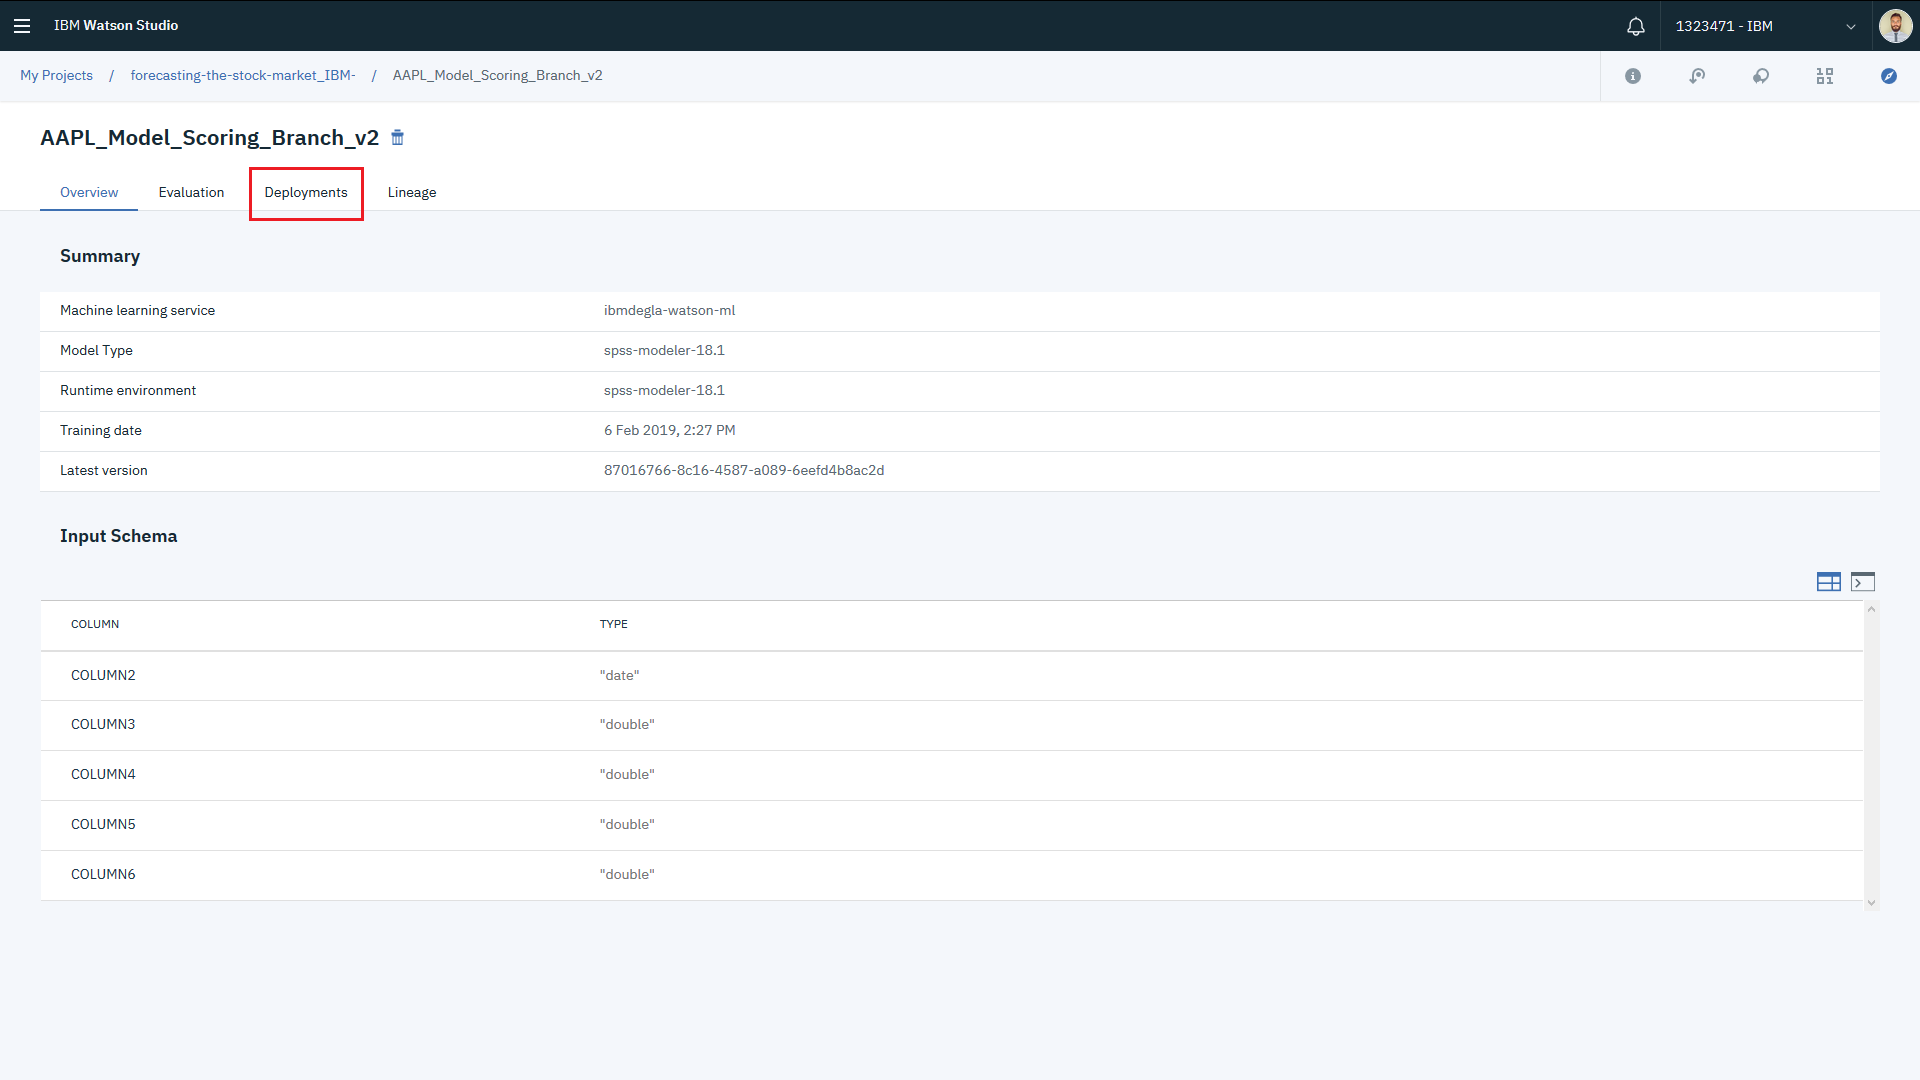 IBM Watson Studio
1323471 - IBM
My Projects / forecasting-the-stock-market_IBM- / AAPL_Model_Scoring_Branch_v2
AAPL_Model_Scoring_Branch_v2
Overview Evaluation Deployments Lineage
Summary
Machine learning service ibmdegla-watson-ml
Model Type spss-modeler-18.1
Runtime environment spss-modeler-18.1
Training date 6 Feb 2019, 2:27 PM
Latest version 87016766-8c16-4587-a089-6eefd4b8ac2d
Input Schema
COLUMN TYPE
COLUMN2 "date"
COLUMN3 "double"
COLUMN4 "double"
COLUMN5 "double"
COLUMN6 "double"